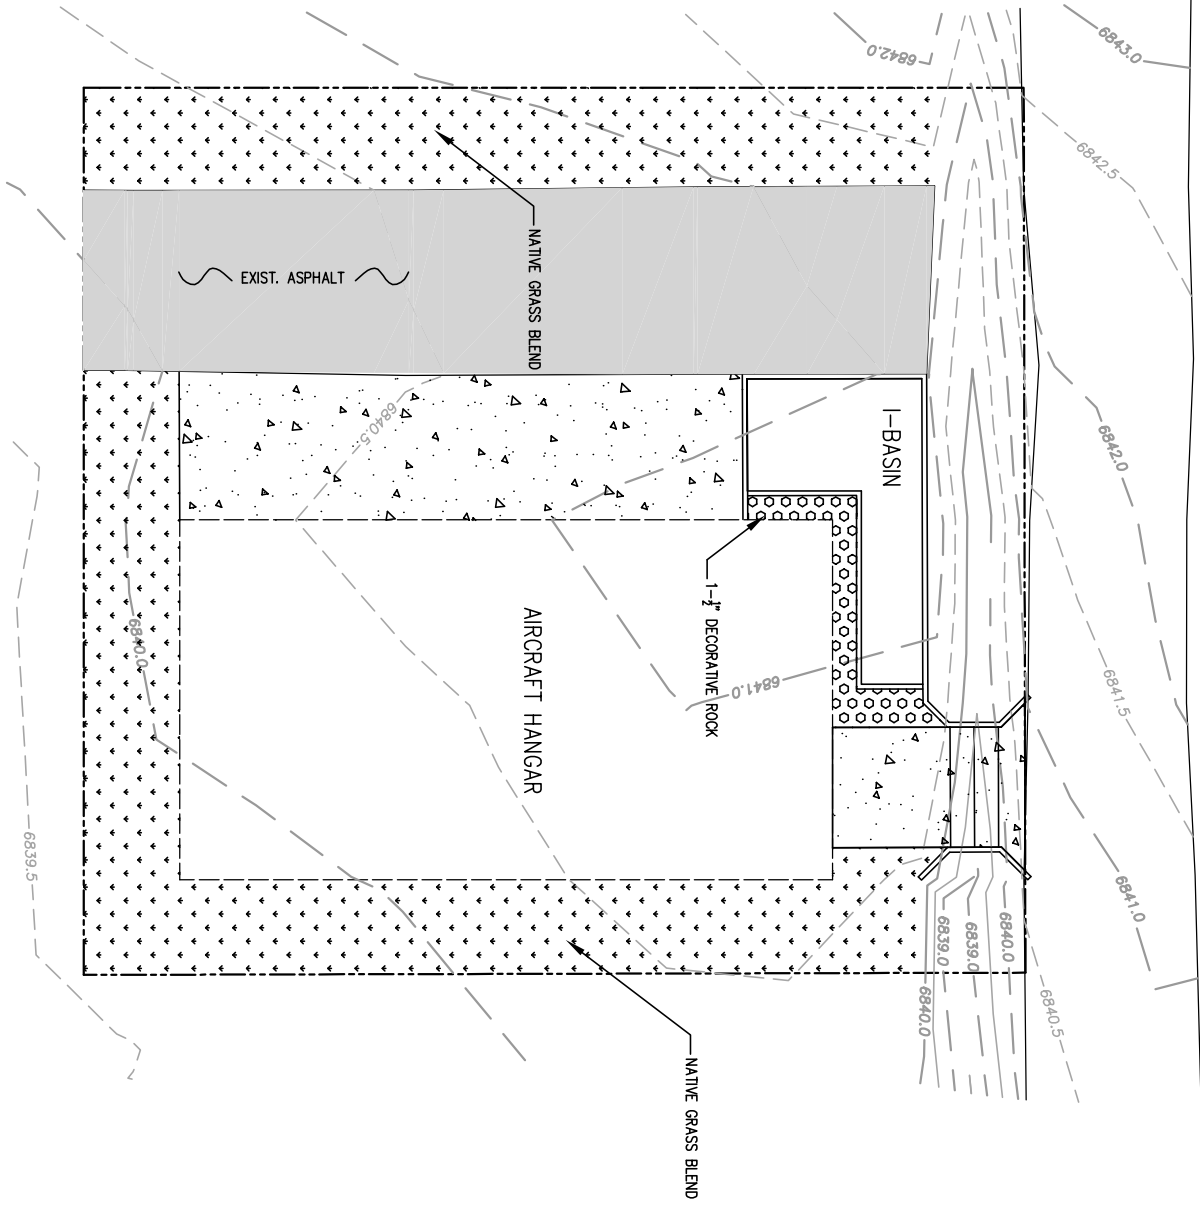 6842.0
6843.0
6842.5
NATIVE GRASS BLEND
EXIST. ASPHALT
6840.5
I-BASIN
6842.0
1-1/2" DECORATIVE ROCK
AIRCRAFT HANGAR
6840.0
6841.0
6841.5
6839.5
6841.0
6839.0
6839.0
6840.0
6840.0
6840.5
NATIVE GRASS BLEND